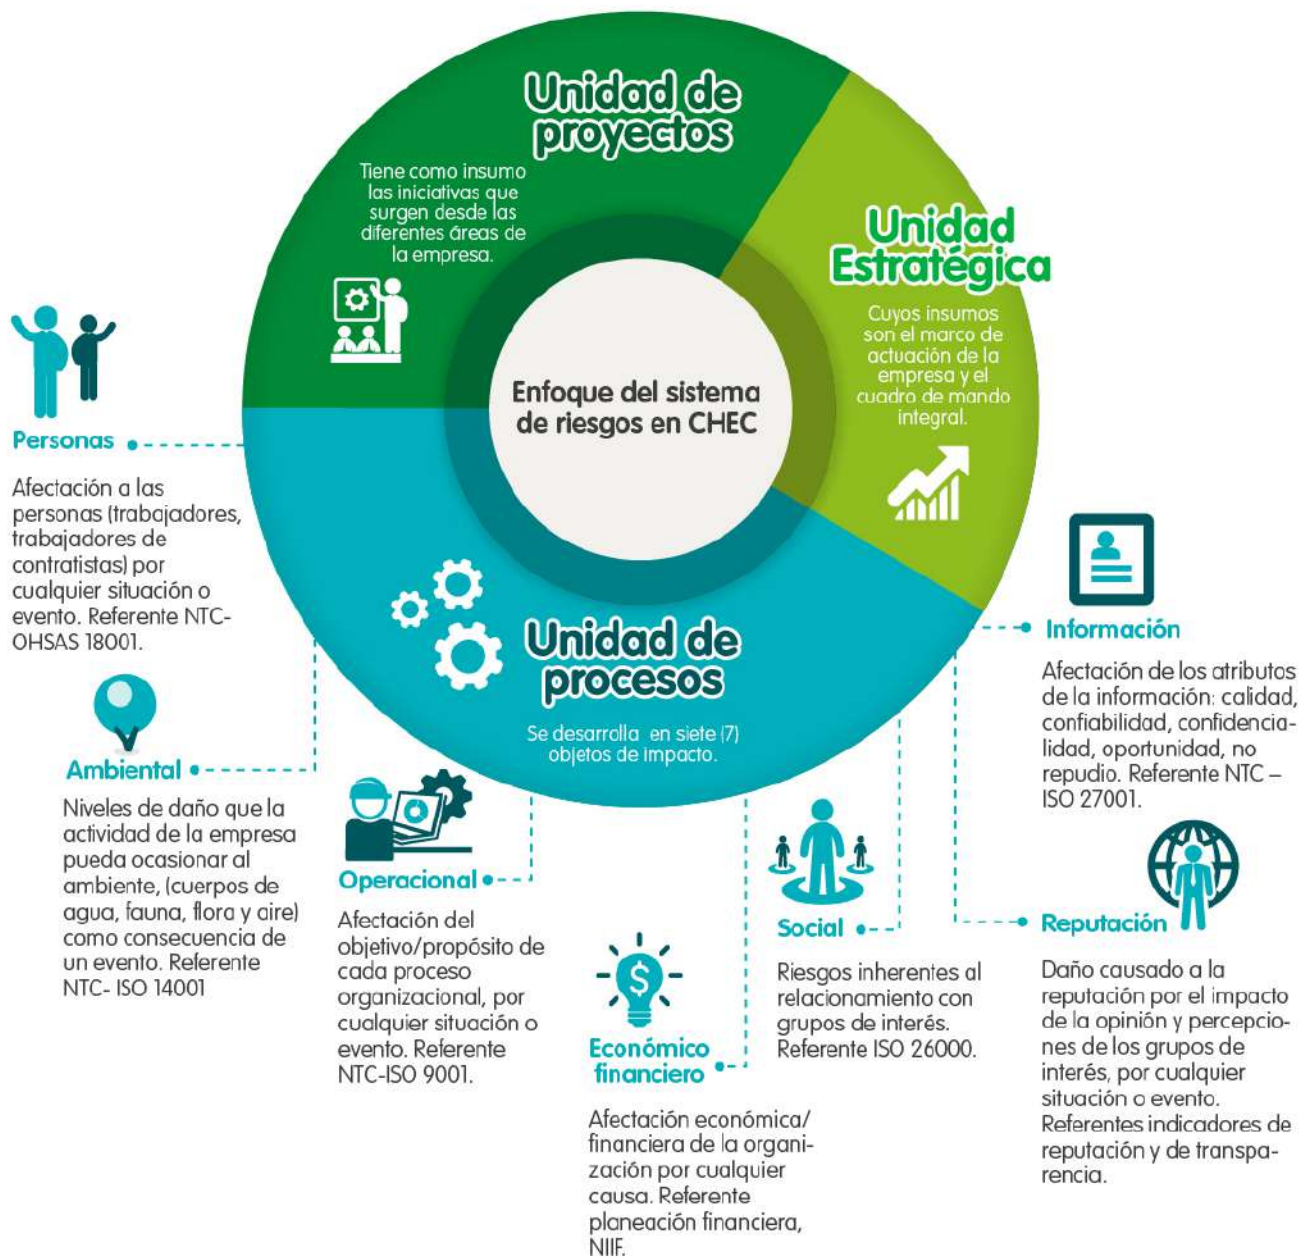 Unidad de
proyectos
Tiene como insumo
las iniciativas que
surgen desde las
diferentes áreas de
la empresa.
Unidad
Estratégica
Cuyos insumos
son el marco de
actuación de la
empresa y el
cuadro de mando
integral.
Enfoque del sistema
de riesgos en CHEC
Unidad de
procesos
Se desarrolla en siete (7)
objetos de impacto.
Personas
Afectación a las
personas (trabajadores,
trabajadores de
contratistas) por
cualquier situación o
evento. Referente NTC-
OHSAS 18001.
Ambiental
Niveles de daño que la
actividad de la empresa
pueda ocasionar al
ambiente, (cuerpos de
agua, fauna, flora y aire)
como consecuencia de
un evento. Referente
NTC- ISO 14001
Operacional
Afectación del
objetivo/propósito de
cada proceso
organizacional, por
cualquier situación o
evento. Referente
NTC-ISO 9001.
$
Económico
financiero
Afectación económica/
financiera de la organi-
zación por cualquier
causa. Referente
planeación financiera,
NIIF.
Social
Riesgos inherentes al
relacionamiento con
grupos de interés.
Referente ISO 26000.
Información
Afectación de los atributos
de la información: calidad,
confiabilidad, confidencia-
lidad, oportunidad, no
repudio. Referente NTC –
ISO 27001.
Reputación
Daño causado a la
reputación por el impacto
de la opinión y percepcio-
nes de los grupos de
interés, por cualquier
situación o evento.
Referentes indicadores de
reputación y de transpa-
rencia.